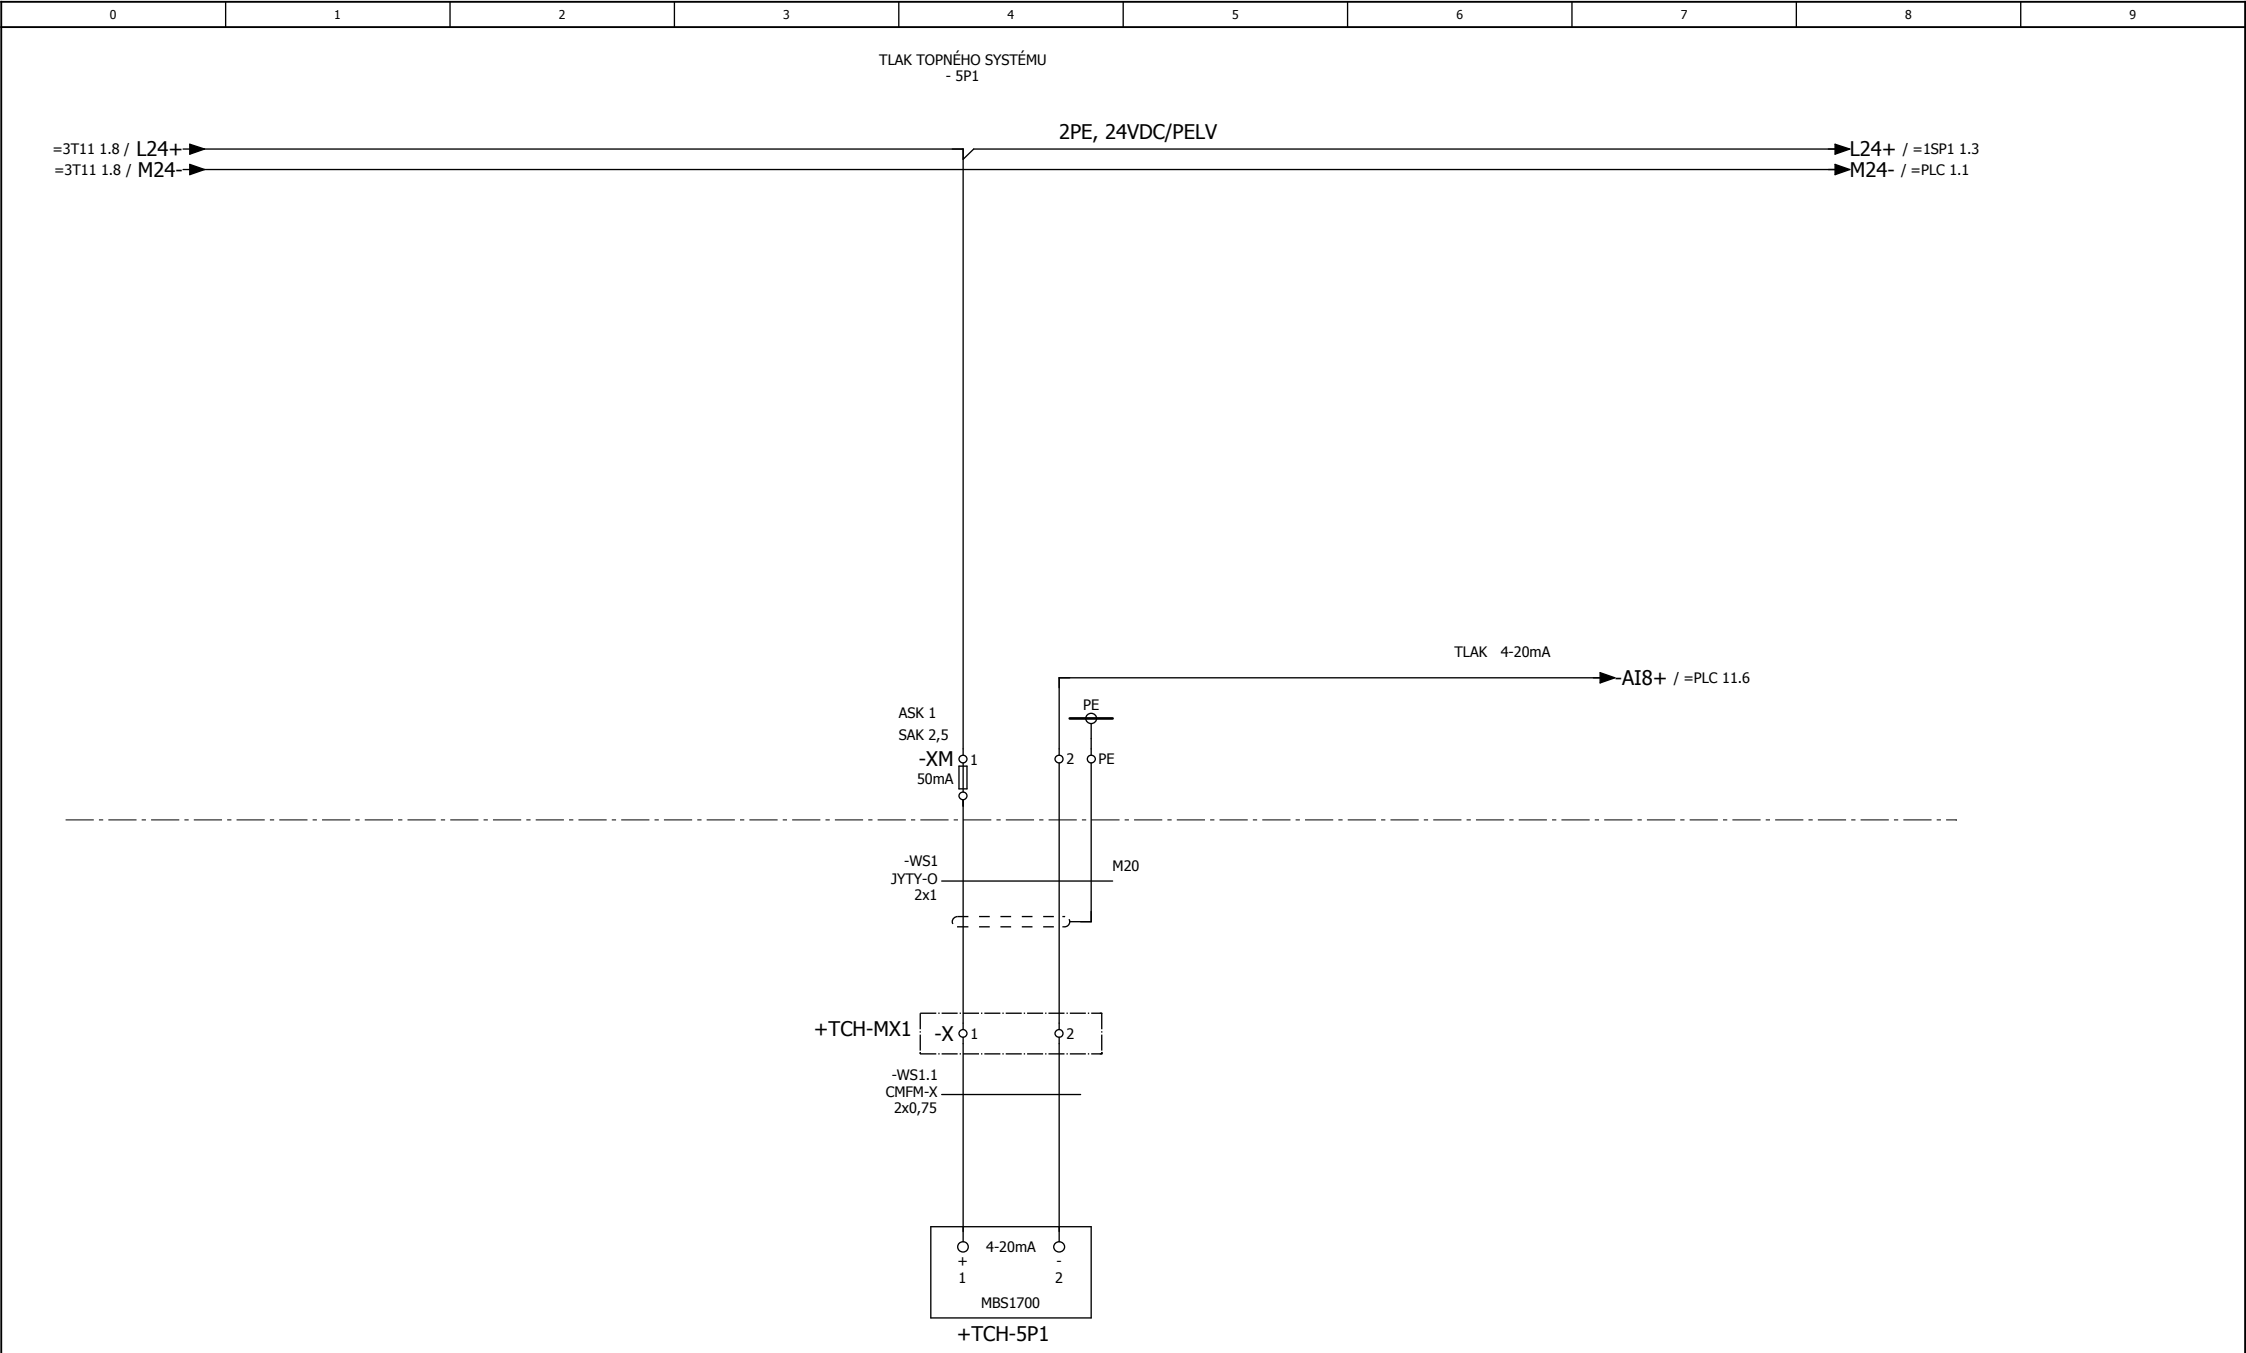 0 1 2 3 4 5 6 7 8 9
TLAK TOPNÉHO SYSTÉMU
- 5P1
2PE, 24VDC/PELV
=3T11 1.8 / L24+ L24+ / =1SP1 1.3
=3T11 1.8 / M24- M24- / =PLC 1.1
TLAK 4-20mA
-AI8+ / =PLC 11.6
PE
ASK 1
SAK 2,5
-XM 1 2 PE
50mA
-WS1 M20
JYTY-O
2x1
+TCH-MX1 -X 1 2
-WS1.1
CMFM-X
2x0,75
4-20mA
+ -
1 2
MBS1700
+TCH-5P1